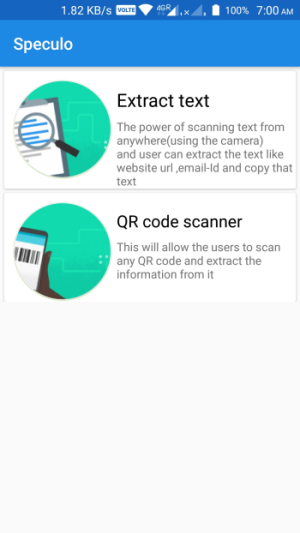 1.82 KB/s VOLTE 4GR x 100% 7:00 AM
Speculo
Extract text
The power of scanning text from
anywhere(using the camera)
and user can extract the text like
website url ,email-Id and copy that
text
QR code scanner
This will allow the users to scan
any QR code and extract the
information from it